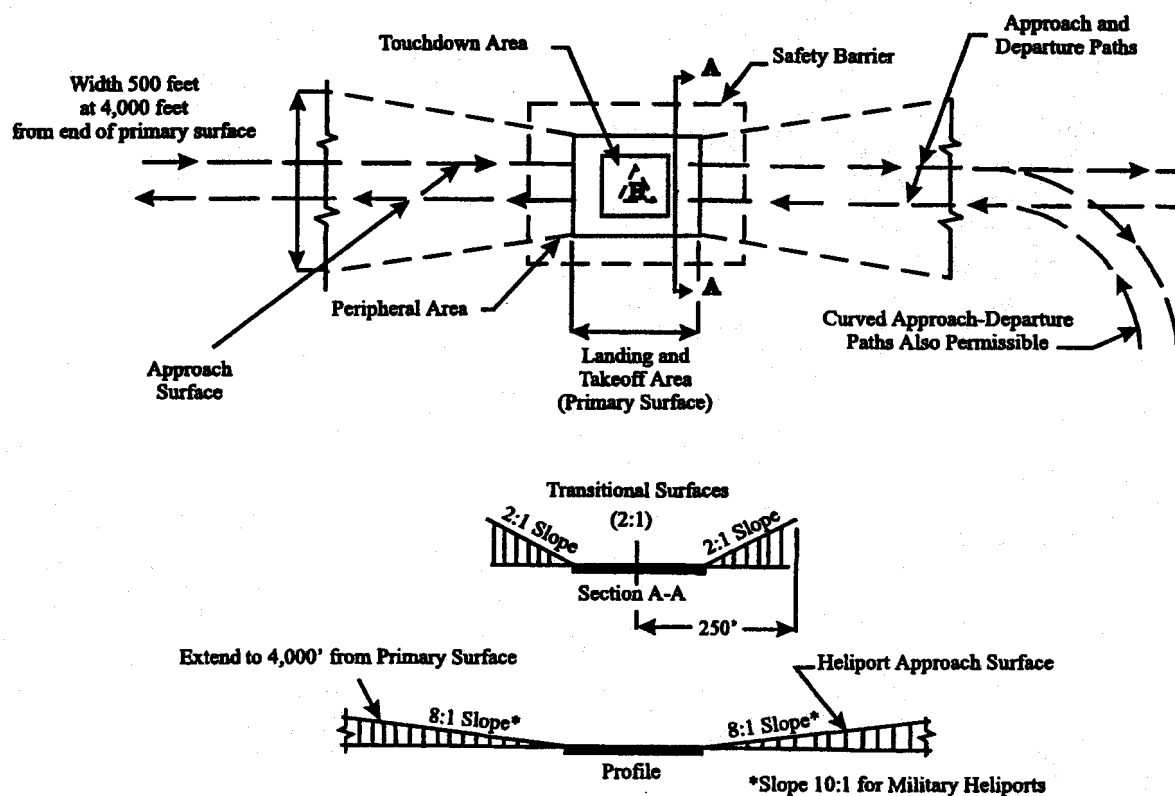 Touchdown Area
Safety Barrier
Approach and
Departure Paths
Width 500 feet
at 4,000 feet
from end of primary surface
A
H
A
Peripheral Area
Approach
Surface
Landing and
Takeoff Area
(Primary Surface)
Curved Approach-Departure
Paths Also Permissible
Transitional Surfaces
(2:1)
2:1 Slope
2:1 Slope
Section A-A
250'
Extend to 4,000' from Primary Surface
Heliport Approach Surface
8:1 Slope*
8:1 Slope*
Profile
*Slope 10:1 for Military Heliports